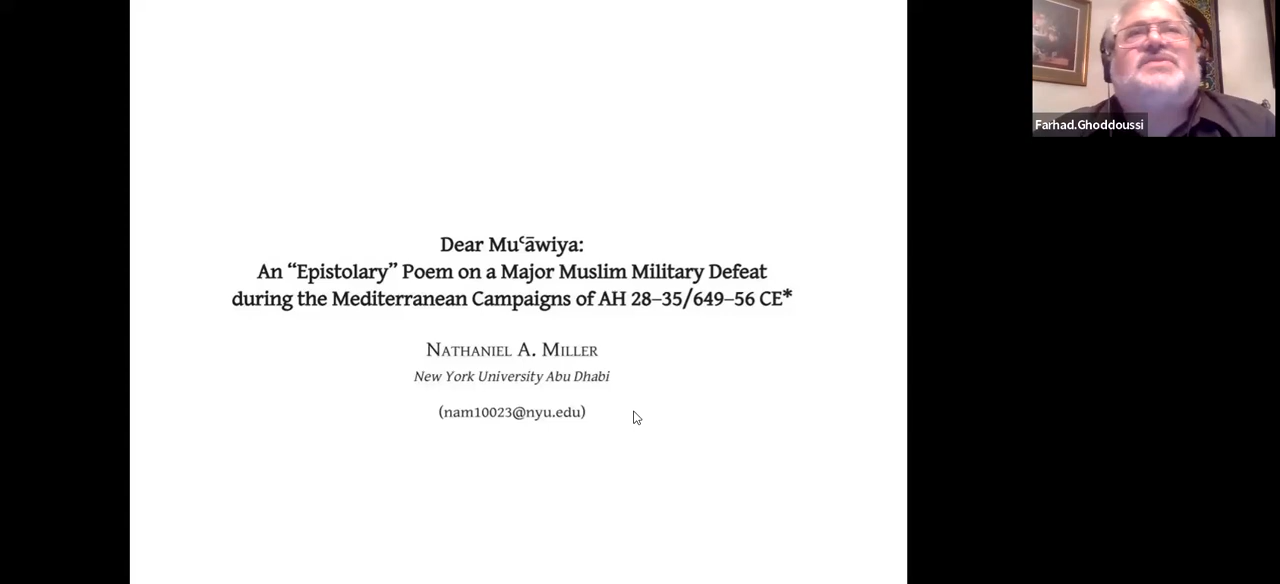 Dear Muʿāwiya:
An “Epistolary” Poem on a Major Muslim Military Defeat
during the Mediterranean Campaigns of AH 28–35/649–56 CE*
Nathaniel A. Miller
New York University Abu Dhabi
(nam10023@nyu.edu)
Farhad.Ghoddoussi